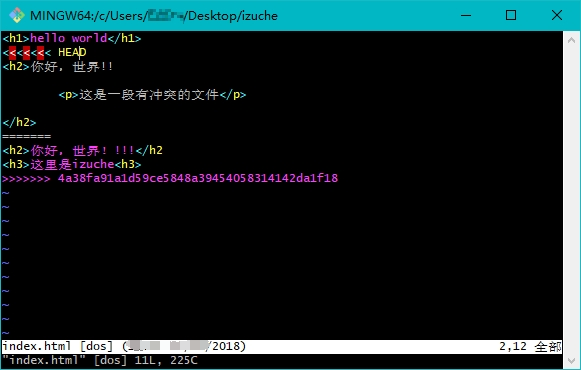 MINGW64:/c/Users/ /Desktop/izuche
<h1>hello world</h1>
<<<<<<< HEAD
<h2>你好, 世界!!
<p>这是一段有冲突的文件</p>
</h2>
=======
<h2>你好, 世界! !!!</h2
<h3>这里是izuche<h3>
>>>>>>> 4a38fa91a1d59ce5848a39454058314142da1f18
~
~
~
~
~
~
~
~
~
~
~
index.html [dos] ( /2018) 2,12 全部
"index.html" [dos] 11L, 225C